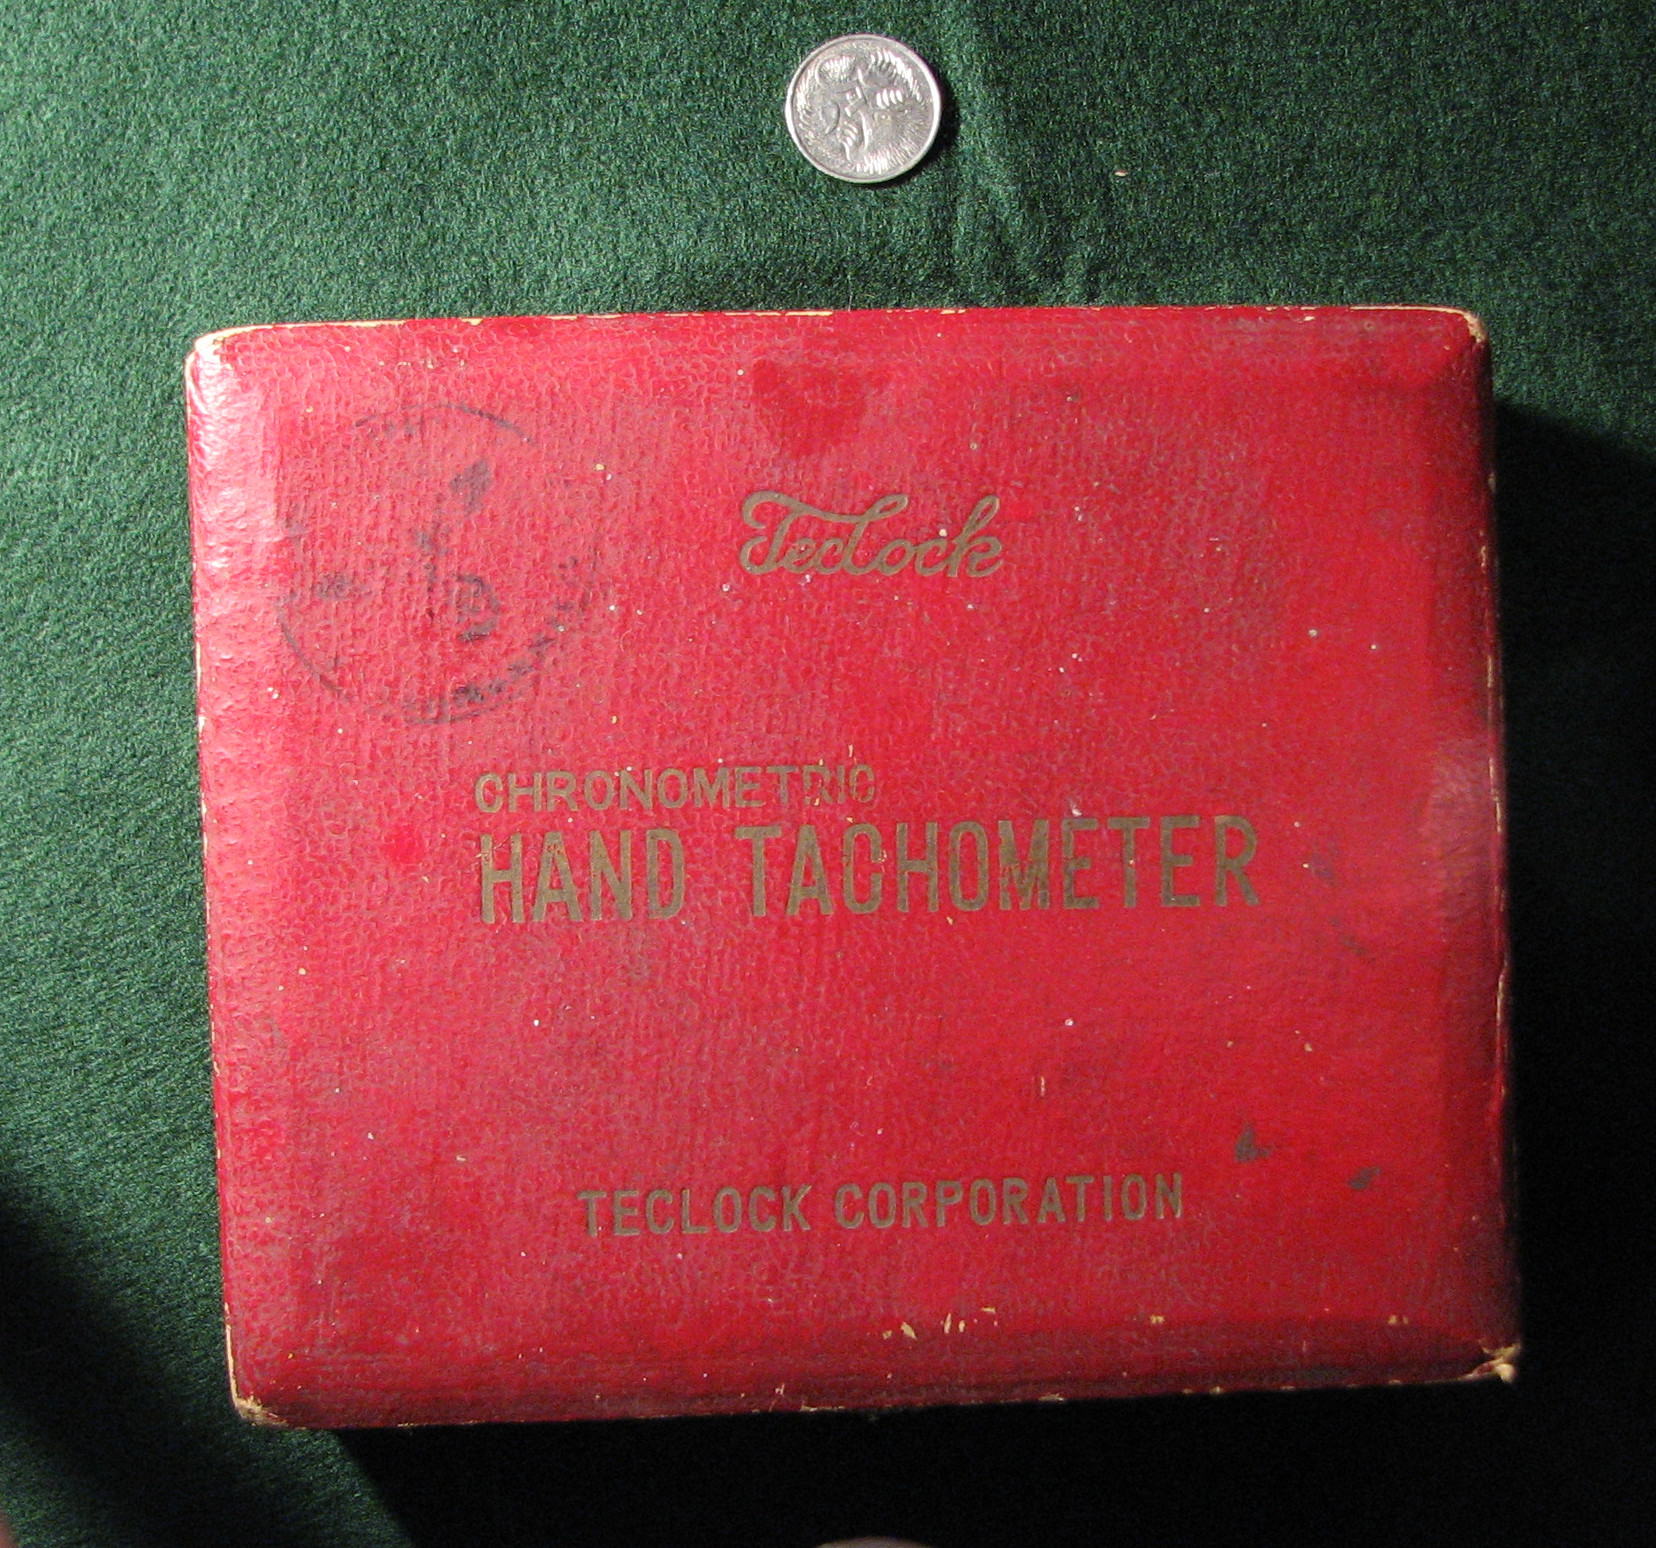 Teclock
CHRONOMETRIC
HAND TACHOMETER
TECLOCK CORPORATION